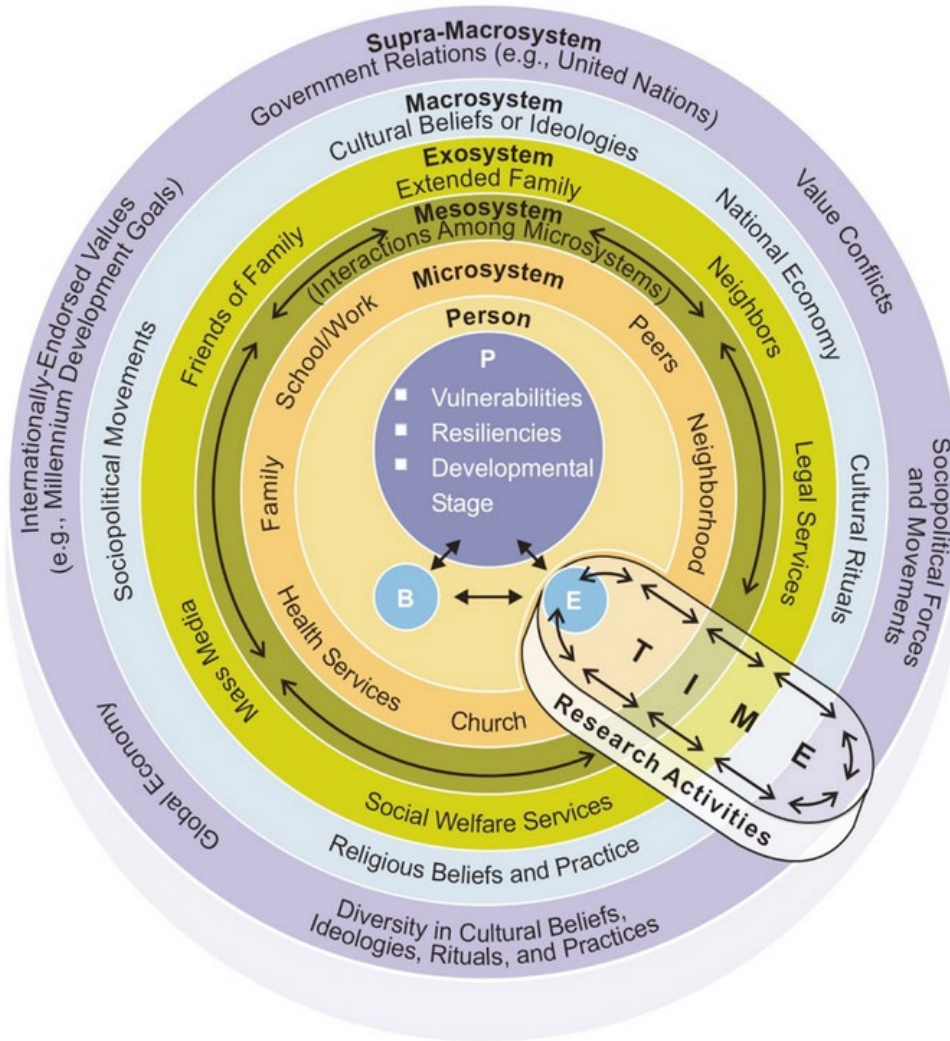 Supra-Macrosystem
Government Relations (e.g., United Nations)
Value Conflicts
Sociopolitical Forces
and Movements
Diversity in Cultural Beliefs,
Ideologies, Rituals, and Practices
Global Economy
Internationally-Endorsed Values
(e.g., Millennium Development Goals)
Macrosystem
Cultural Beliefs or Ideologies
National Economy
Cultural Rituals
Religious Beliefs and Practice
Sociopolitical Movements
Exosystem
Extended Family
Neighbors
Legal Services
Social Welfare Services
Mass Media
Friends of Family
Mesosystem
(Interactions Among Microsystems)
Microsystem
Peers
Neighborhood
Church
Health Services
Family
School/Work
Person
P
Vulnerabilities
Resiliencies
Developmental
Stage
B
E
TIME
Research Activities